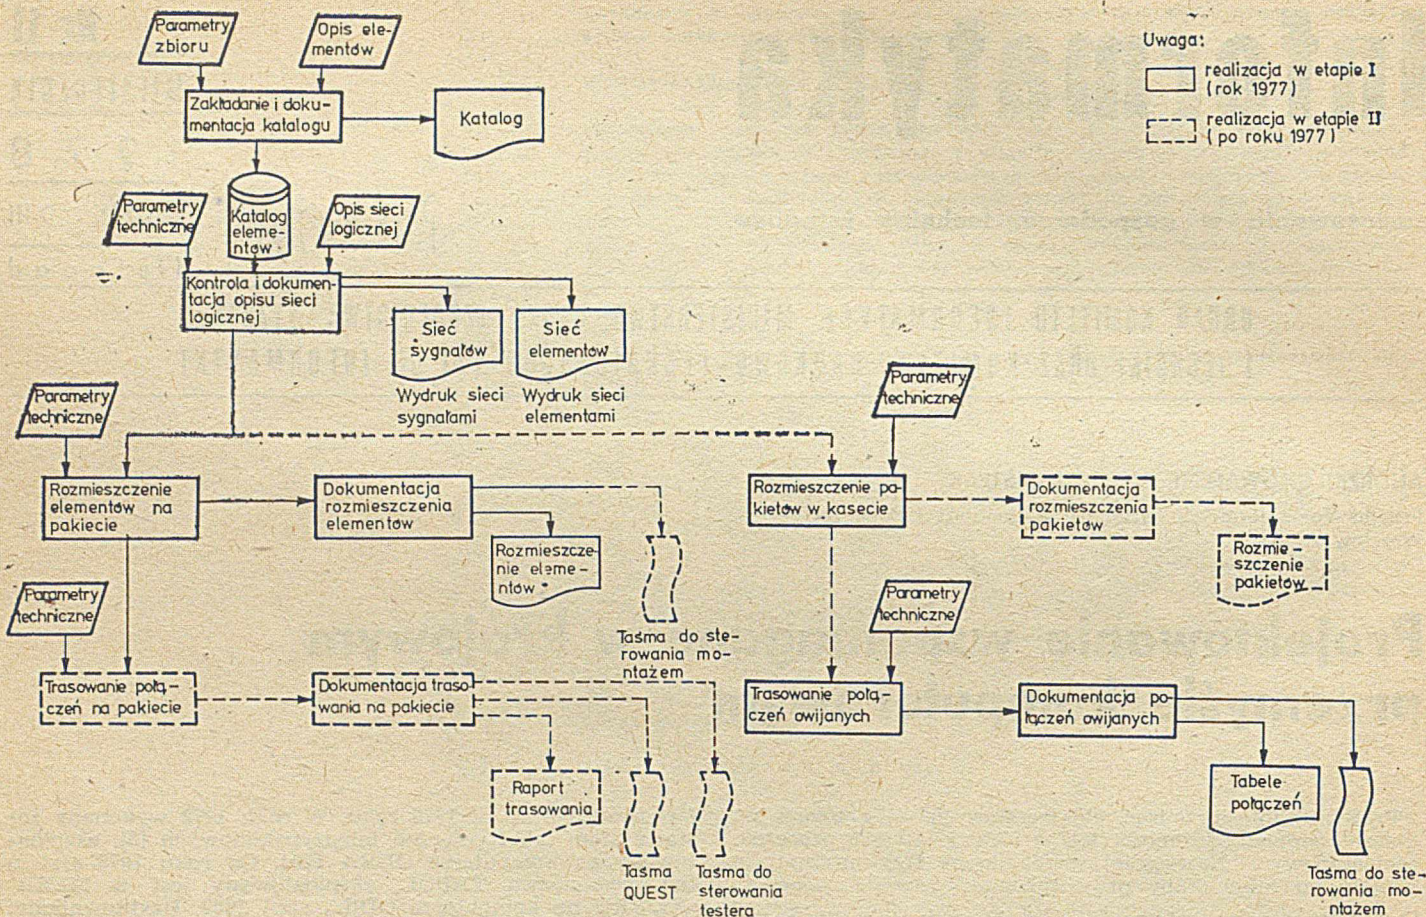 Parametry
zbioru
Opis ele-
mentów
Uwaga:
realizacja w etapie I
(rok 1977)
realizacja w etapie II
(po roku 1977)
Zakładanie i doku-
mentacja katalogu
Katalog
Parametry
techniczne
Katalog
eleme-
ntów
Opis sieci
logicznej
Kontrola i dokumen-
tacja opisu sieci
logicznej
Sieć
sygnałów
Sieć
elementów
Wydruk sieci
sygnałami
Wydruk sieci
elementami
Parametry
techniczne
Parametry
techniczne
Rozmieszczenie
elementów na
pakiecie
Dokumentacja
rozmieszczenia
elementów
Rozmieszcze-
nie eleme-
ntów
Taśma do ste-
rowania mo-
ntażem
Rozmieszczenie pa-
kietów w kasecie
Dokumentacja
rozmieszczenia
pakietów
Rozmie-
szczenie
pakietów
Parametry
techniczne
Parametry
techniczne
Trasowanie połą-
czeń na pakiecie
Dokumentacja traso-
wania na pakiecie
Trasowanie połą-
czeń owijanych
Dokumentacja po-
łączeń owijanych
Raport
trasowania
Taśma
QUEST
Taśma do
sterowania
testera
Tabele
połączeń
Taśma do ste-
rowania mo-
ntażem